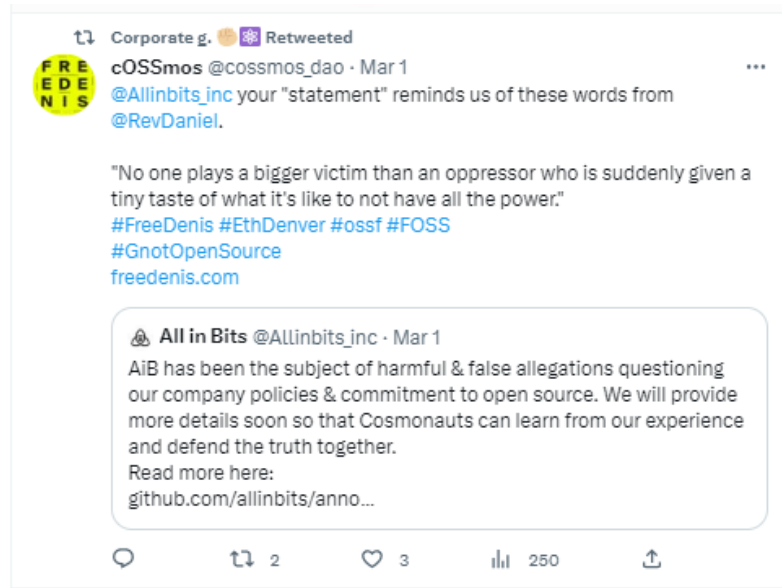 Corporate g. ✊🏼⚛️ Retweeted
FRE
EDE
NIS
cOSSmos @cossmos_dao · Mar 1
@Allinbits_inc your "statement" reminds us of these words from
@RevDaniel.
"No one plays a bigger victim than an oppressor who is suddenly given a
tiny taste of what it's like to not have all the power."
#FreeDenis #EthDenver #ossf #FOSS
#GnotOpenSource
freedenis.com
All in Bits @Allinbits_inc · Mar 1
AiB has been the subject of harmful & false allegations questioning
our company policies & commitment to open source. We will provide
more details soon so that Cosmonauts can learn from our experience
and defend the truth together.
Read more here:
github.com/allinbits/anno...
2 3 250